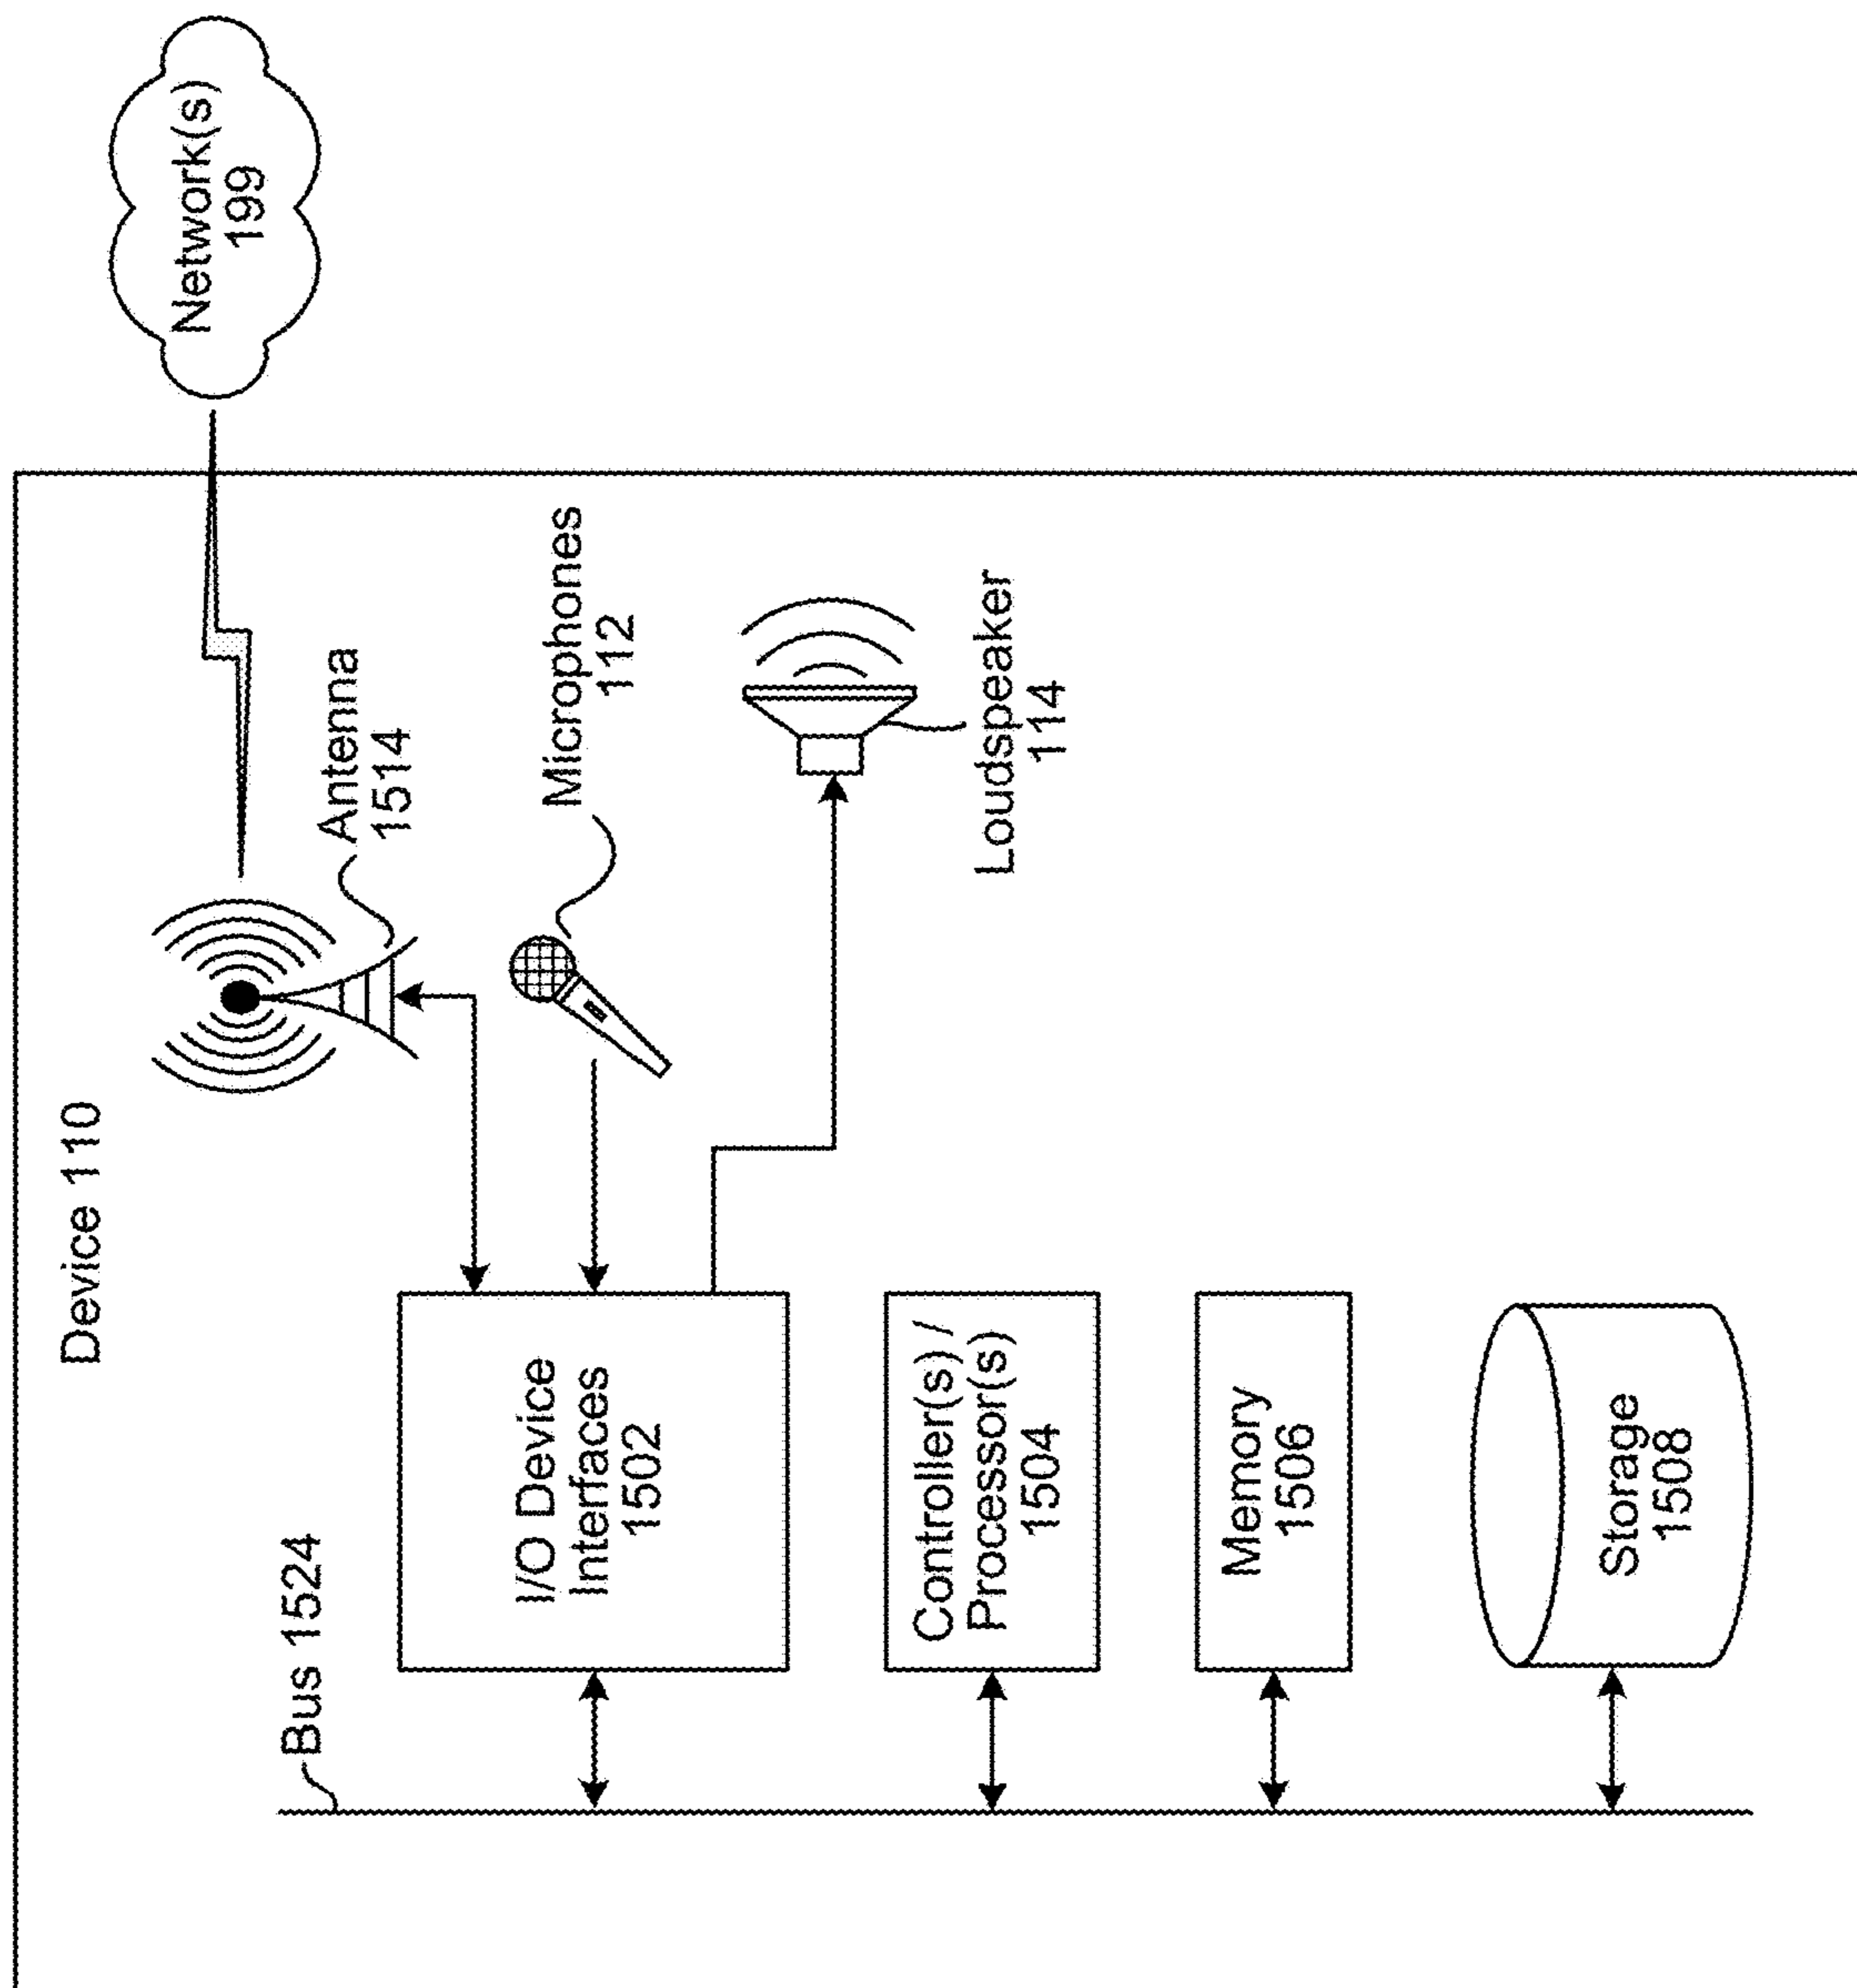 Device 110
Network(s)
199
Bus 1524
Antenna
1514
I/O Device
Interfaces
1502
Microphones
112
Loudspeaker
114
Controller(s) /
Processor(s)
1504
Memory
1506
Storage
1508